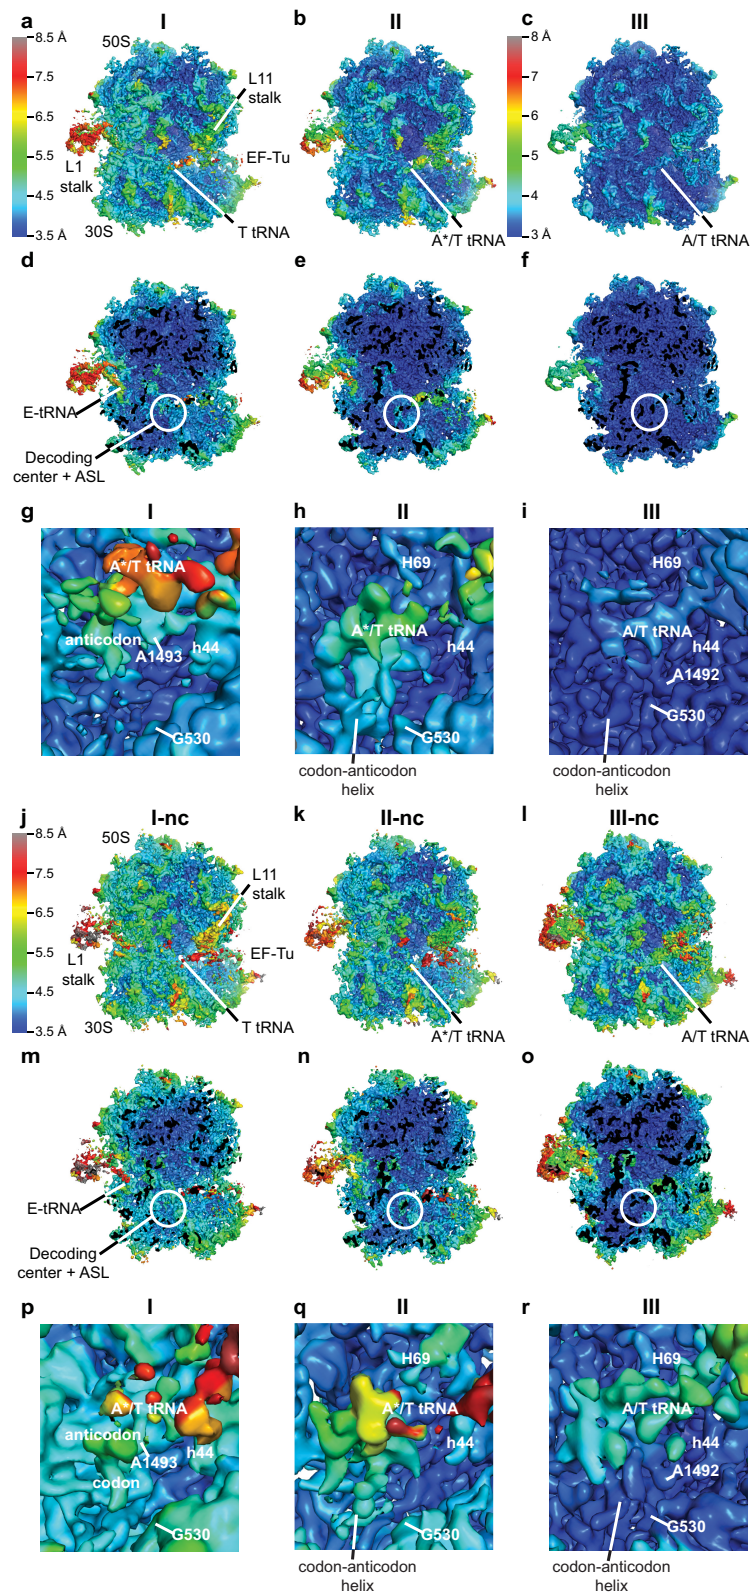 a
I
b
II
c
III
8.5 Å
7.5
6.5
5.5
4.5
3.5 Å
50S
L11
stalk
L1
stalk
EF-Tu
30S
T tRNA
A*/T tRNA
8 Å
7
6
5
4
3 Å
A/T tRNA
d
e
f
E-tRNA
Decoding
center + ASL
g
I
h
II
i
III
A*/T tRNA
anticodon
A1493
h44
G530
H69
A*/T tRNA
h44
G530
codon-anticodon
helix
H69
A/T tRNA
h44
A1492
G530
codon-anticodon
helix
j
I-nc
k
II-nc
l
III-nc
8.5 Å
7.5
6.5
5.5
4.5
3.5 Å
50S
L11
stalk
L1
stalk
EF-Tu
30S
T tRNA
A*/T tRNA
A/T tRNA
m
n
o
E-tRNA
Decoding
center + ASL
p
I
q
II
r
III
A*/T tRNA
anticodon
A1493
h44
codon
G530
H69
h44
G530
codon-anticodon
helix
A*/T tRNA
H69
A/T tRNA
h44
A1492
G530
codon-anticodon
helix